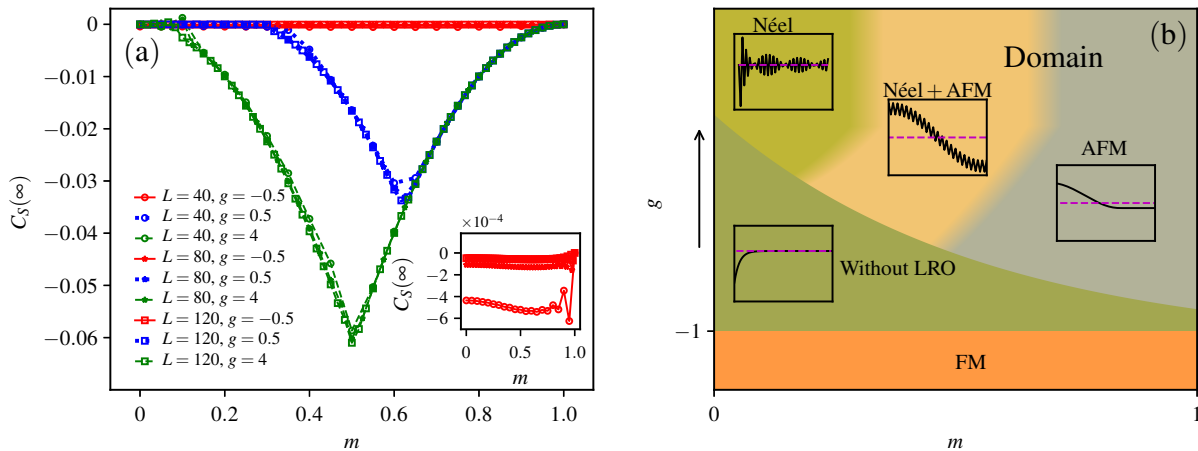 (a)
0.00
−0.01
−0.02
−0.03
−0.04
−0.05
−0.06
C_S(∞)
L = 40, g = −0.5
L = 40, g = 0.5
L = 40, g = 4
L = 80, g = −0.5
L = 80, g = 0.5
L = 80, g = 4
L = 120, g = −0.5
L = 120, g = 0.5
L = 120, g = 4
×10⁻⁴
0
−2
−4
−6
C_S(∞)
0.0 0.5 1.0
m
0.0 0.2 0.4 0.6 0.8 1.0
m
(b)
Néel
Domain
Néel + AFM
AFM
Without LRO
FM
g
−1
0 1
m